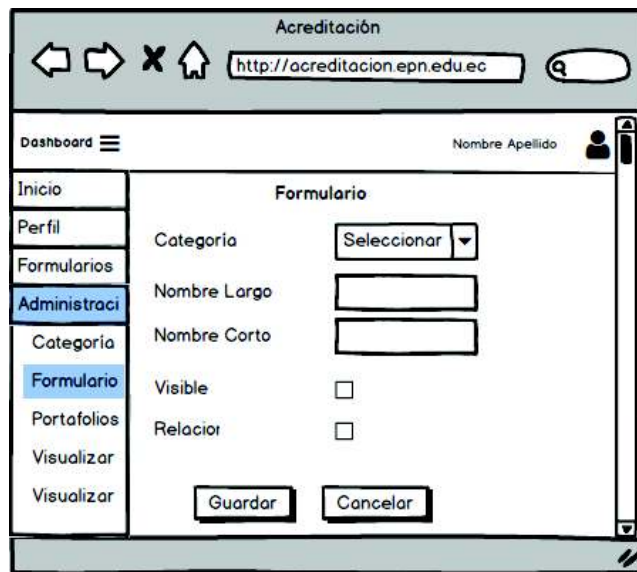 Acreditación
http://acreditacion.epn.edu.ec
Dashboard
Nombre Apellido
Inicio
Perfil
Formularios
Administraci
Categoría
Formulario
Portafolios
Visualizar
Visualizar
Formulario
Categoría
Seleccionar
Nombre Largo
Nombre Corto
Visible
Relacior
Guardar
Cancelar